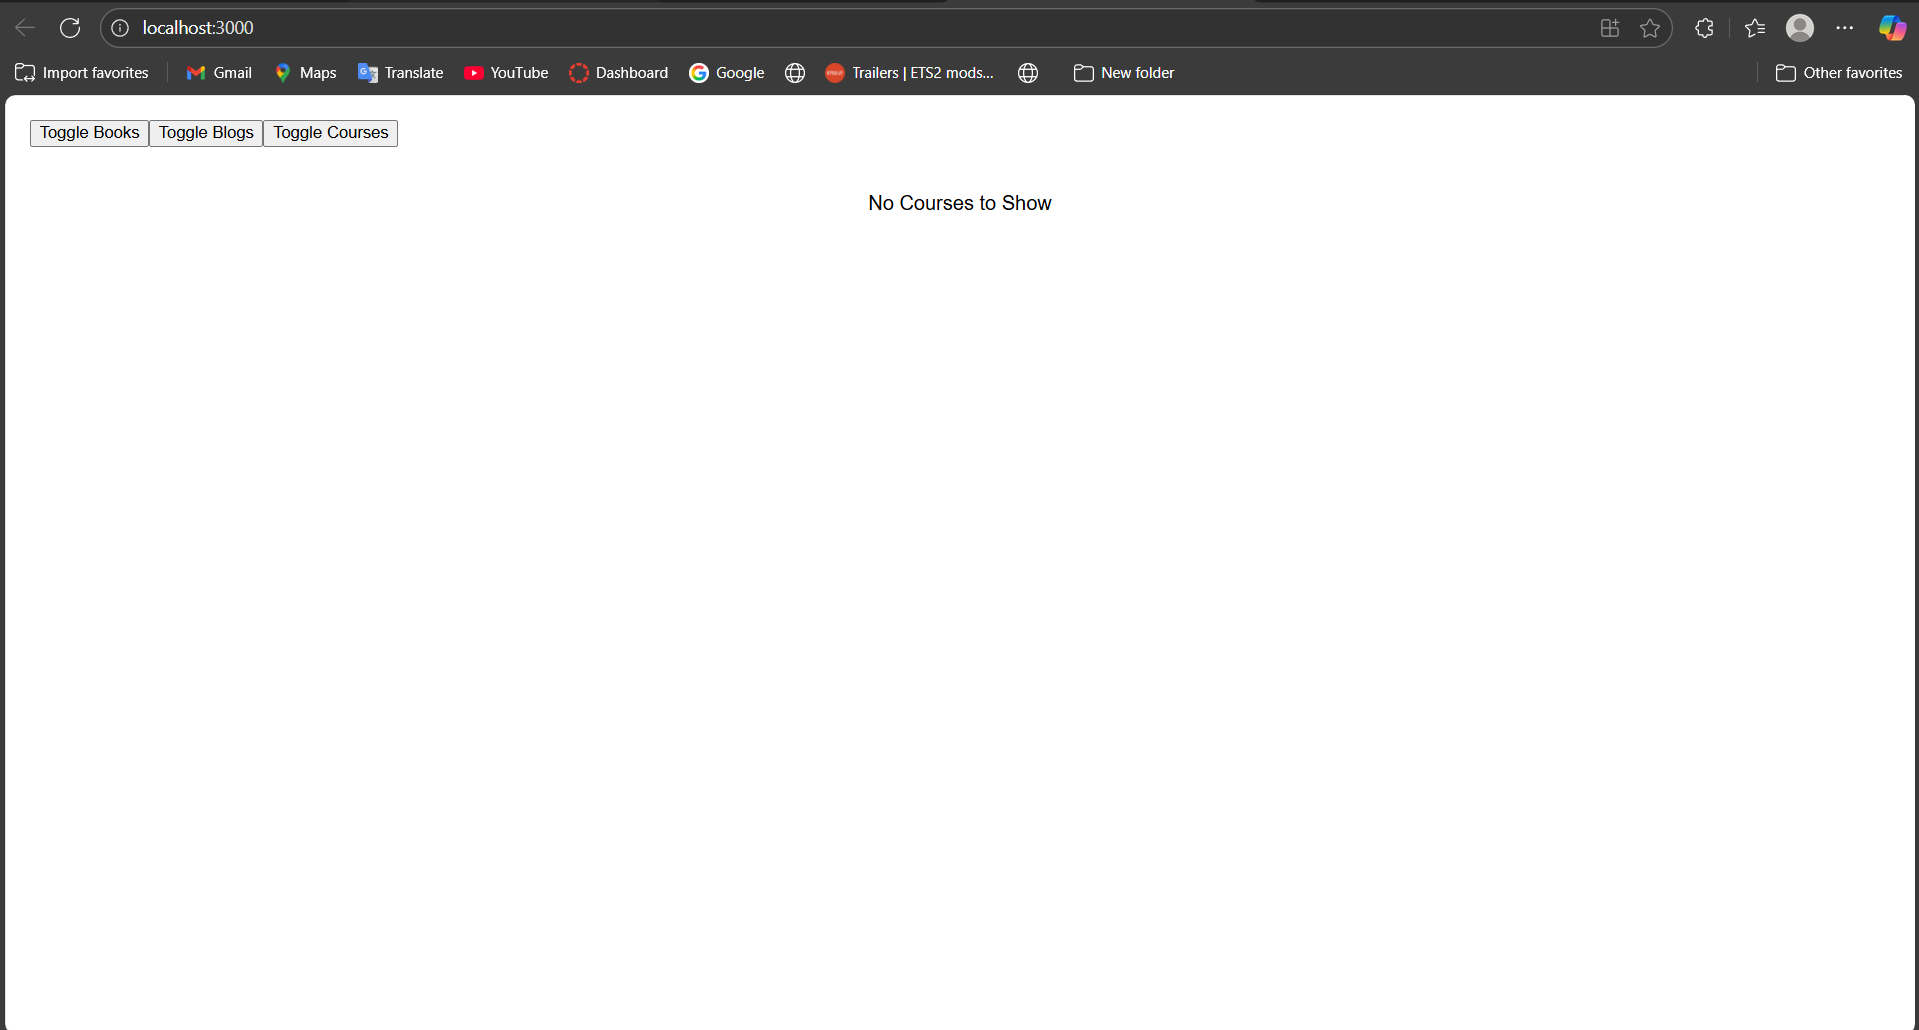 localhost:3000
Import favorites Gmail Maps Translate YouTube Dashboard Google Trailers | ETS2 mods... New folder Other favorites
Toggle Books Toggle Blogs Toggle Courses
No Courses to Show